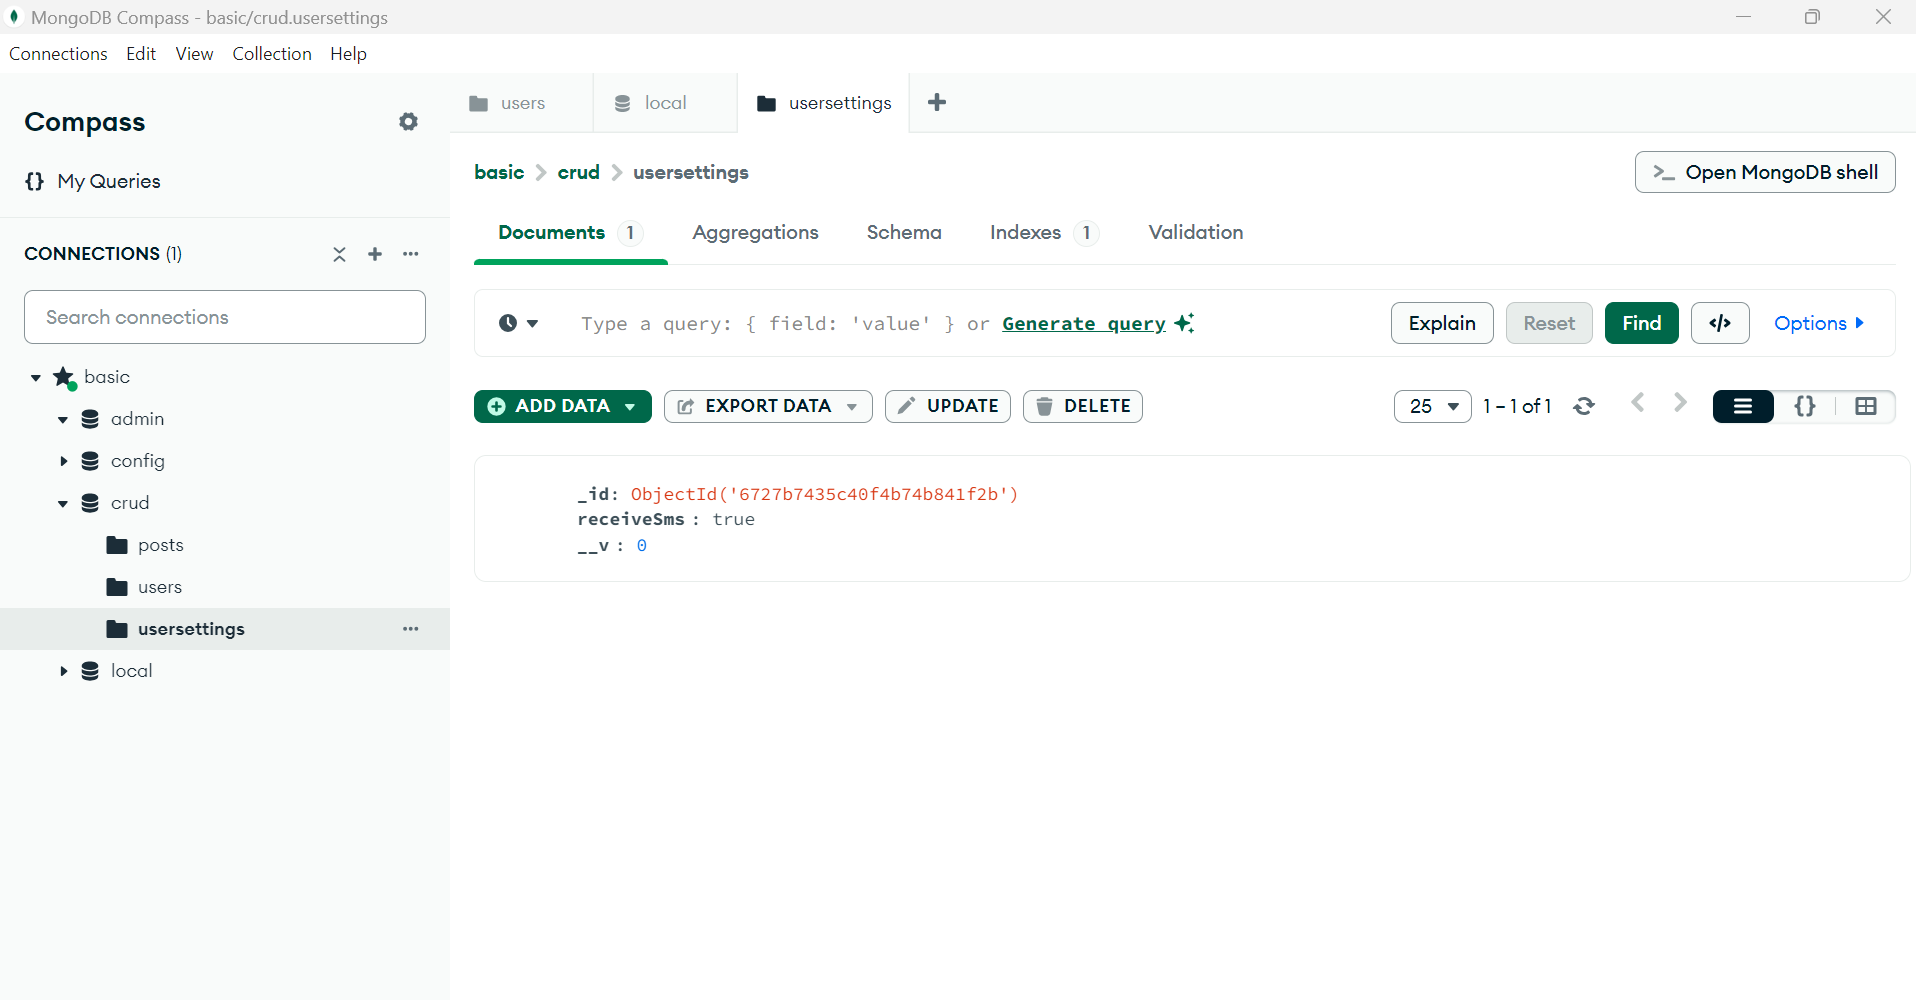 MongoDB Compass - basic/crud.usersettings
Connections Edit View Collection Help
Compass
My Queries
CONNECTIONS (1)
Search connections
basic
admin
config
crud
posts
users
usersettings
local
users local usersettings
basic > crud > usersettings
>_ Open MongoDB shell
Documents 1 Aggregations Schema Indexes 1 Validation
Type a query: { field: 'value' } or Generate query
Explain Reset Find </> Options
ADD DATA EXPORT DATA UPDATE DELETE
25 1 – 1 of 1 {}
_id: ObjectId('6727b7435c40f4b74b841f2b')
receiveSms : true
__v : 0